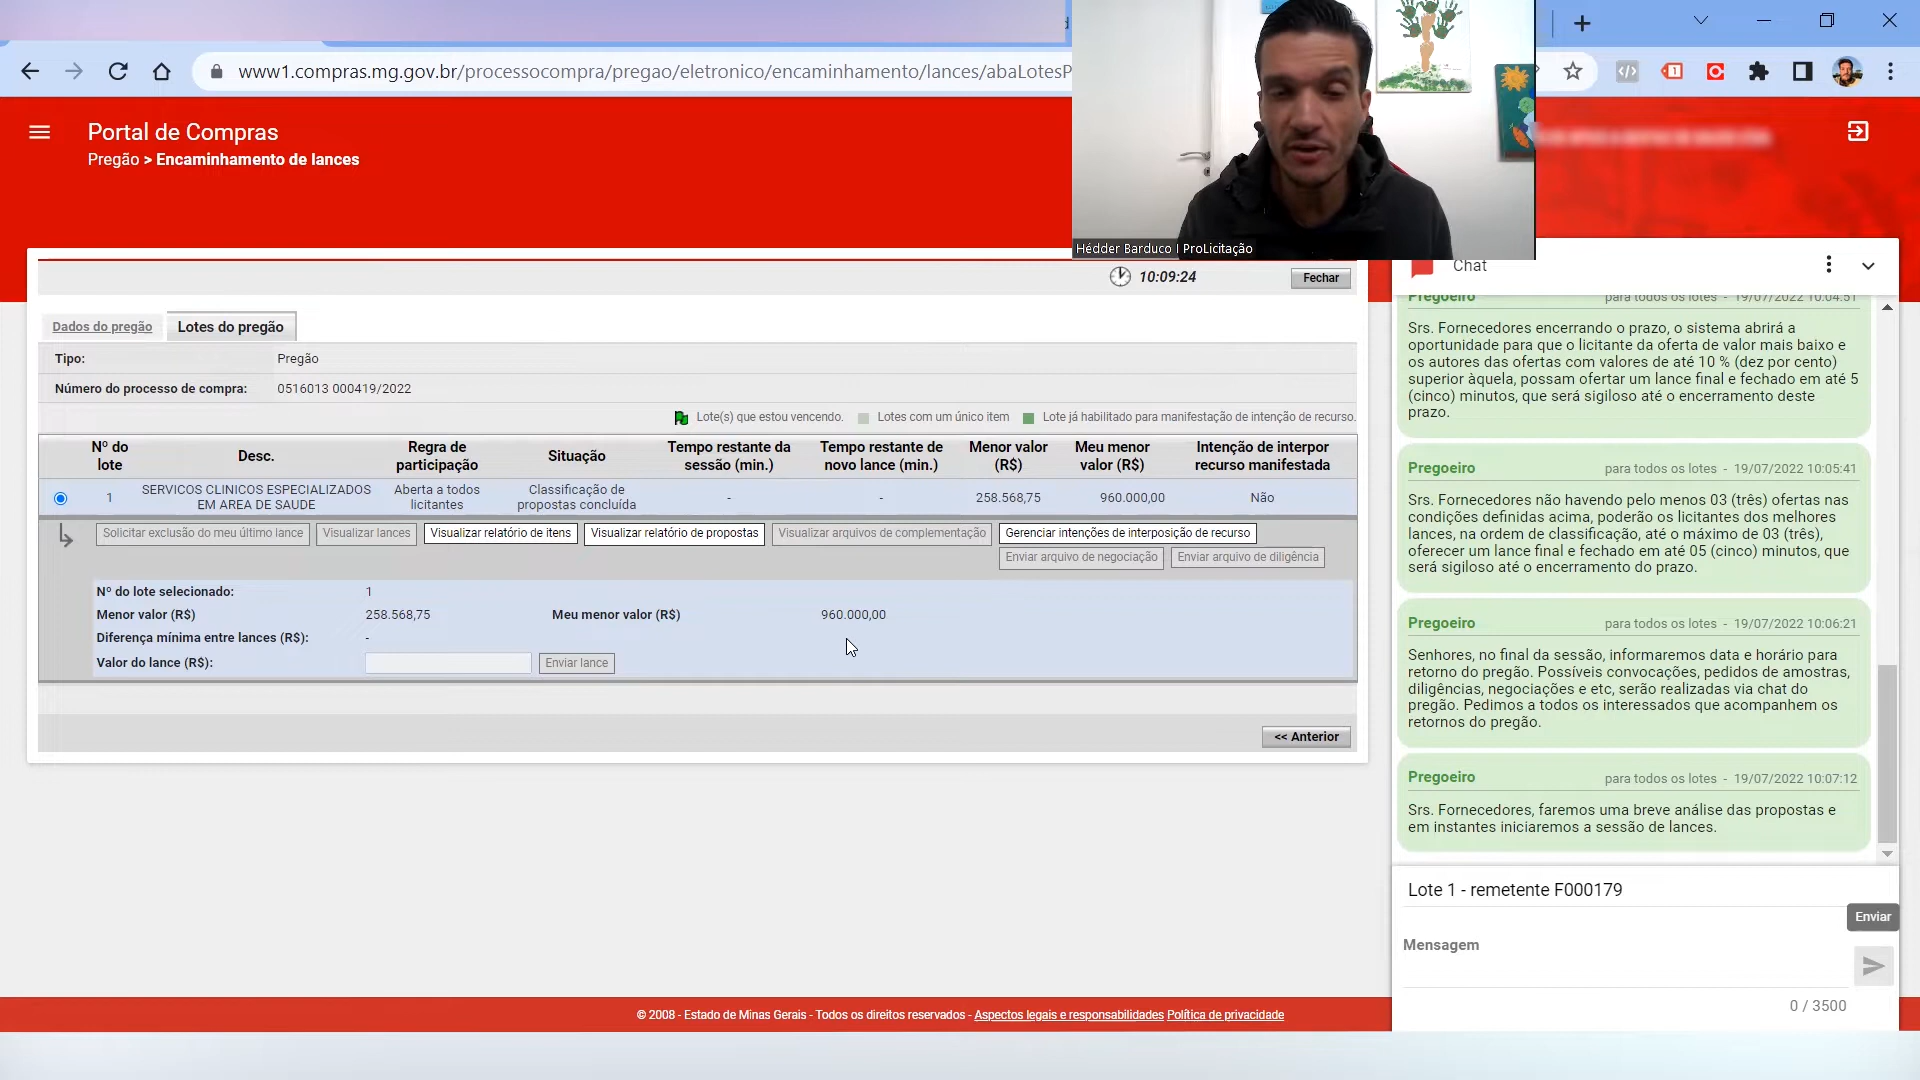 www1.compras.mg.gov.br/processocompra/pregao/eletronico/encaminhamento/lances/abaLotesP
Portal de Compras
Pregão > Encaminhamento de lances
Hédder Barduco | ProLicitação
10:09:24
Fechar
Dados do pregão
Lotes do pregão
Tipo: Pregão
Número do processo de compra: 0516013 000419/2022
Lote(s) que estou vencendo. Lotes com um único item Lote já habilitado para manifestação de intenção de recurso.
Nº do lote
Desc.
Regra de participação
Situação
Tempo restante da sessão (min.)
Tempo restante de novo lance (min.)
Menor valor (R$)
Meu menor valor (R$)
Intenção de interpor recurso manifestada
1
SERVICOS CLINICOS ESPECIALIZADOS
EM AREA DE SAUDE
Aberta a todos
licitantes
Classificação de
propostas concluída
-
-
258.568,75
960.000,00
Não
Solicitar exclusão do meu último lance
Visualizar lances
Visualizar relatório de itens
Visualizar relatório de propostas
Visualizar arquivos de complementação
Gerenciar intenções de interposição de recurso
Enviar arquivo de negociação
Enviar arquivo de diligência
Nº do lote selecionado: 1
Menor valor (R$) 258.568,75 Meu menor valor (R$) 960.000,00
Diferença mínima entre lances (R$): -
Valor do lance (R$):
Enviar lance
<< Anterior
Chat
Pregoeiro para todos os lotes - 19/07/2022 10:04:51
Srs. Fornecedores encerrando o prazo, o sistema abrirá a
oportunidade para que o licitante da oferta de valor mais baixo e
os autores das ofertas com valores de até 10 % (dez por cento)
superior àquela, possam ofertar um lance final e fechado em até 5
(cinco) minutos, que será sigiloso até o encerramento deste
prazo.
Pregoeiro para todos os lotes - 19/07/2022 10:05:41
Srs. Fornecedores não havendo pelo menos 03 (três) ofertas nas
condições definidas acima, poderão os licitantes dos melhores
lances, na ordem de classificação, até o máximo de 03 (três),
oferecer um lance final e fechado em até 05 (cinco) minutos, que
será sigiloso até o encerramento do prazo.
Pregoeiro para todos os lotes - 19/07/2022 10:06:21
Senhores, no final da sessão, informaremos data e horário para
retorno do pregão. Possíveis convocações, pedidos de amostras,
diligências, negociações e etc, serão realizadas via chat do
pregão. Pedimos a todos os interessados que acompanhem os
retornos do pregão.
Pregoeiro para todos os lotes - 19/07/2022 10:07:12
Srs. Fornecedores, faremos uma breve análise das propostas e
em instantes iniciaremos a sessão de lances.
Lote 1 - remetente F000179
Enviar
Mensagem
0 / 3500
© 2008 - Estado de Minas Gerais - Todos os direitos reservados - Aspectos legais e responsabilidades Política de privacidade